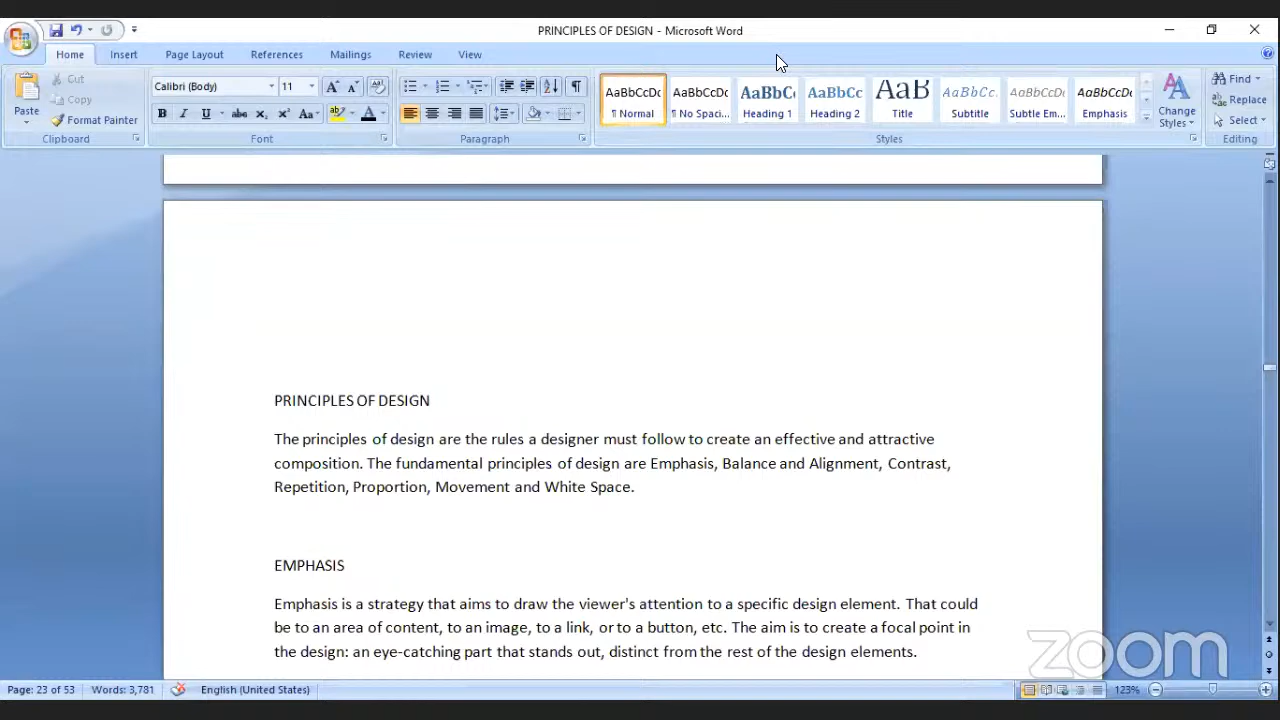 PRINCIPLES OF DESIGN - Microsoft Word
Home Insert Page Layout References Mailings Review View
Paste
Cut
Copy
Format Painter
Clipboard
Calibri (Body) 11
Font
Paragraph
AaBbCcDc AaBbCcDc AaBbC AaBbCc AaB AaBbCc. AaBbCcDc AaBbCcDc
¶ Normal ¶ No Spaci... Heading 1 Heading 2 Title Subtitle Subtle Em... Emphasis
Change Styles
Styles
Find
Replace
Select
Editing
PRINCIPLES OF DESIGN
The principles of design are the rules a designer must follow to create an effective and attractive
composition. The fundamental principles of design are Emphasis, Balance and Alignment, Contrast,
Repetition, Proportion, Movement and White Space.
EMPHASIS
Emphasis is a strategy that aims to draw the viewer's attention to a specific design element. That could
be to an area of content, to an image, to a link, or to a button, etc. The aim is to create a focal point in
the design: an eye-catching part that stands out, distinct from the rest of the design elements.
zoom
Page: 23 of 53 Words: 3,781 English (United States) 123%